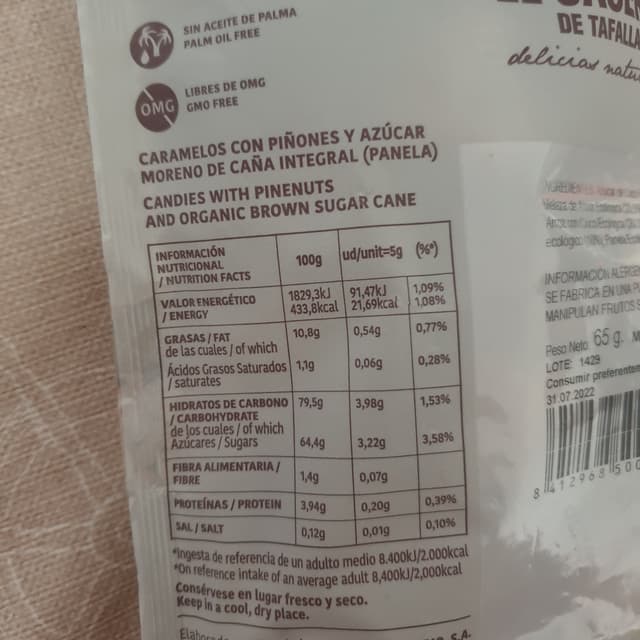 SIN ACEITE DE PALMA
PALM OIL FREE
OMG
LIBRES DE OMG
GMO FREE
DE TAFALLA
delicias
CARAMELOS CON PIÑONES Y AZÚCAR
MORENO DE CAÑA INTEGRAL (PANELA)
CANDIES WITH PINENUTS
AND ORGANIC BROWN SUGAR CANE
INFORMACIÓN
NUTRICIONAL
/ NUTRITION FACTS
100g ud/unit=5g (%*)
VALOR ENERGÉTICO
/ ENERGY
1829,3kJ 91,47kJ 1,09%
433,8kcal 21,69kcal 1,08%
GRASAS / FAT 10,8g 0,54g 0,77%
de las cuales / of which
Ácidos Grasos Saturados 1,1g 0,06g 0,28%
/ saturates
HIDRATOS DE CARBONO 79,5g 3,98g 1,53%
/ CARBOHYDRATE
de los cuales / of which
Azúcares / Sugars 64,4g 3,22g 3,58%
FIBRA ALIMENTARIA /
FIBRE 1,4g 0,07g
PROTEÍNAS / PROTEIN 3,94g 0,20g 0,39%
SAL / SALT 0,12g 0,01g 0,10%
*Ingesta de referencia de un adulto medio 8.400kJ/2.000kcal
*On reference intake of an average adult 8,400kJ/2,000kcal
Consérvese en lugar fresco y seco.
Keep in a cool, dry place.
S.A.
SE FABRICA EN UNA
MANIPULAN FRUTOS
Peso Neto: 65 g.
LOTE: 1429
Consumir
31.07.2022
8 412968 500